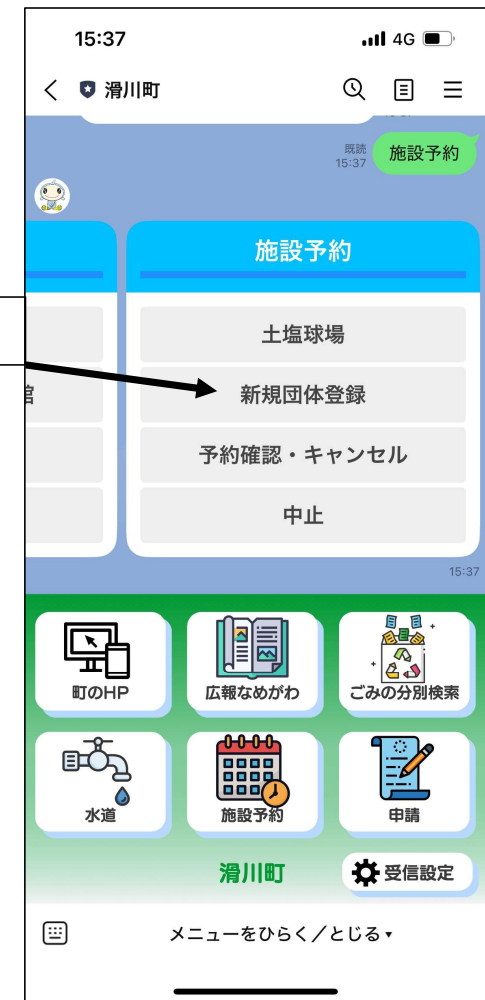 15:37
4G
滑川町
既読
15:37
施設予約
施設予約
土塩球場
館
新規団体登録
予約確認・キャンセル
中止
15:37
町のHP
広報なめがわ
ごみの分別検索
水道
施設予約
申請
滑川町
受信設定
メニューをひらく／とじる▾